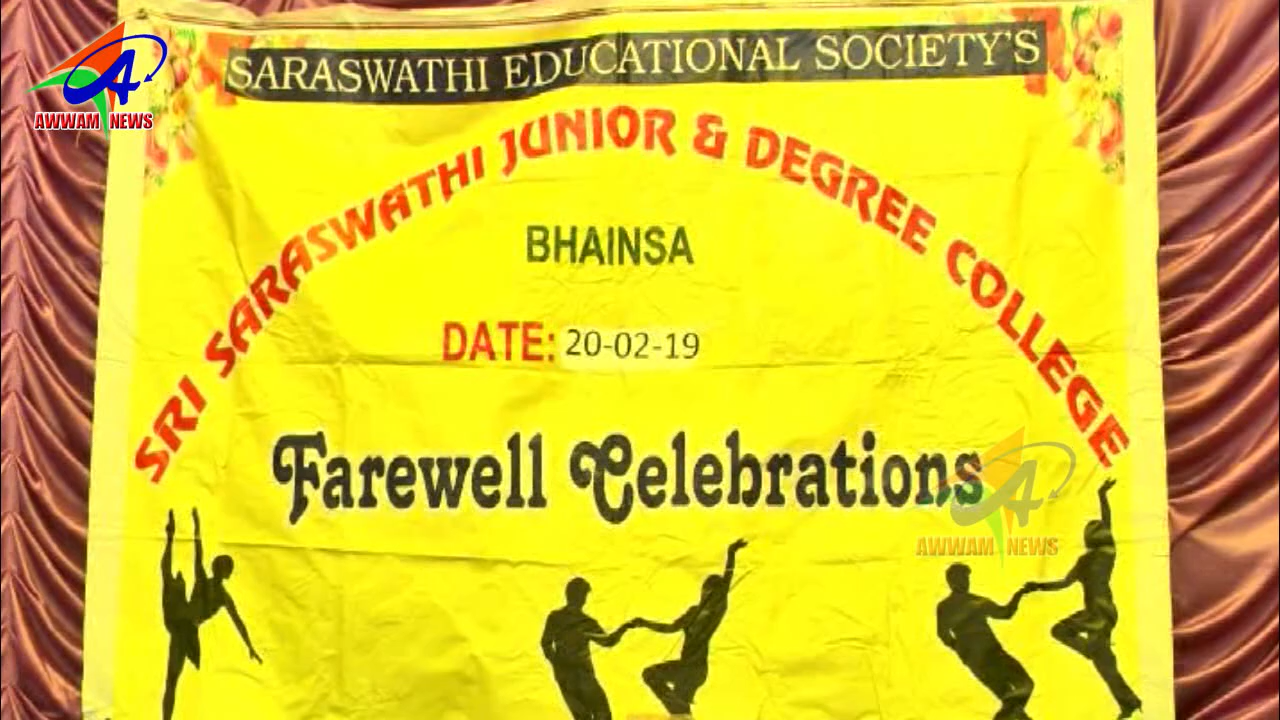 SARASWATHI EDUCATIONAL SOCIETY'S
A
AWWAM NEWS
SRI SARASWATHI JUNIOR & DEGREE COLLEGE
BHAINSA
DATE: 20-02-19
Farewell Celebrations
A
AWWAM NEWS